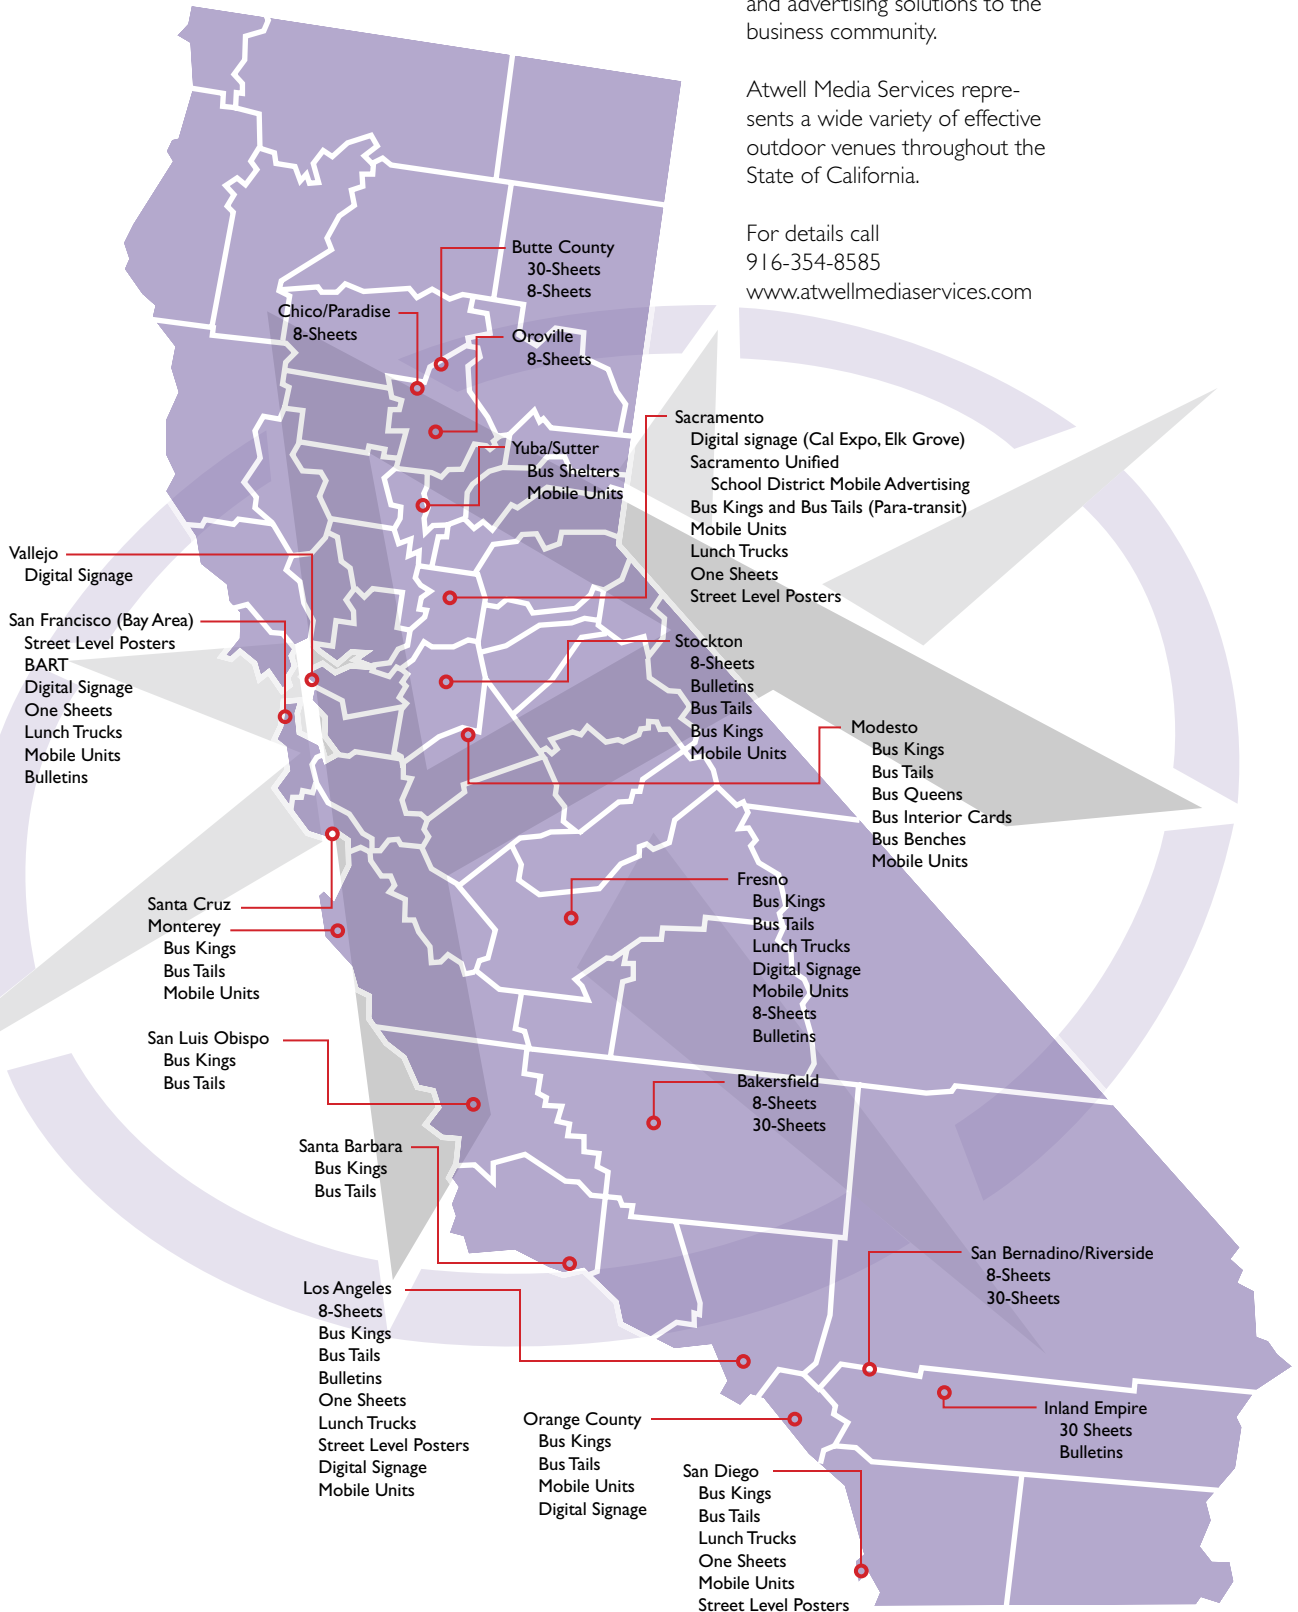 and advertising solutions to the
business community.
Atwell Media Services repre-
sents a wide variety of effective
outdoor venues throughout the
State of California.
For details call
916-354-8585
www.atwellmediaservices.com
Butte County
30-Sheets
8-Sheets
Chico/Paradise
8-Sheets
Oroville
8-Sheets
Yuba/Sutter
Bus Shelters
Mobile Units
Sacramento
Digital signage (Cal Expo, Elk Grove)
Sacramento Unified
School District Mobile Advertising
Bus Kings and Bus Tails (Para-transit)
Mobile Units
Lunch Trucks
One Sheets
Street Level Posters
Vallejo
Digital Signage
San Francisco (Bay Area)
Street Level Posters
BART
Digital Signage
One Sheets
Lunch Trucks
Mobile Units
Bulletins
Stockton
8-Sheets
Bulletins
Bus Tails
Bus Kings
Mobile Units
Modesto
Bus Kings
Bus Tails
Bus Queens
Bus Interior Cards
Bus Benches
Mobile Units
Santa Cruz
Monterey
Bus Kings
Bus Tails
Mobile Units
Fresno
Bus Kings
Bus Tails
Lunch Trucks
Digital Signage
Mobile Units
8-Sheets
Bulletins
San Luis Obispo
Bus Kings
Bus Tails
Bakersfield
8-Sheets
30-Sheets
Santa Barbara
Bus Kings
Bus Tails
San Bernadino/Riverside
8-Sheets
30-Sheets
Los Angeles
8-Sheets
Bus Kings
Bus Tails
Bulletins
One Sheets
Lunch Trucks
Street Level Posters
Digital Signage
Mobile Units
Inland Empire
30 Sheets
Bulletins
Orange County
Bus Kings
Bus Tails
Mobile Units
Digital Signage
San Diego
Bus Kings
Bus Tails
Lunch Trucks
One Sheets
Mobile Units
Street Level Posters